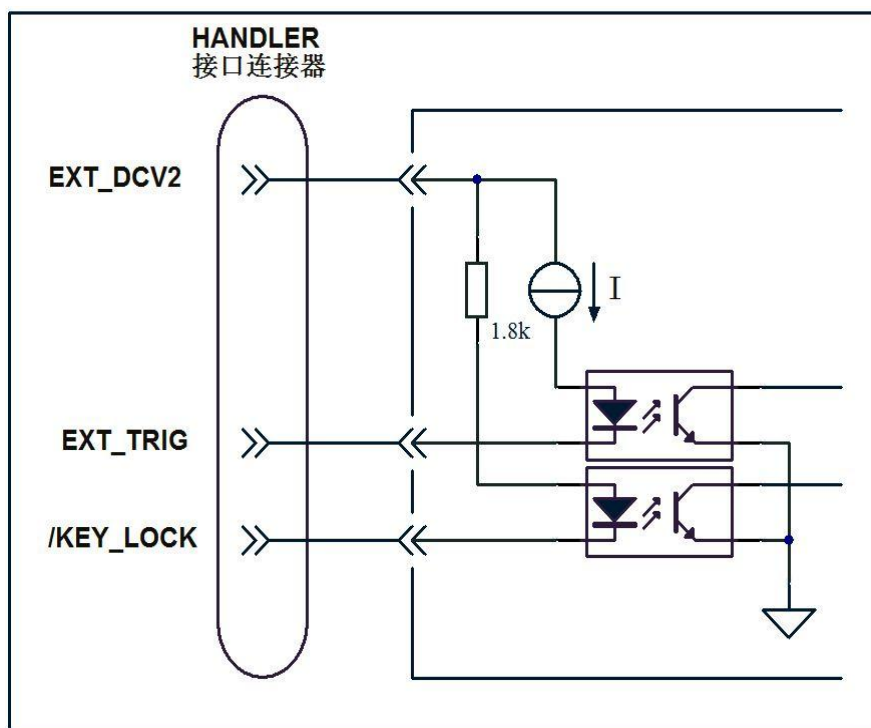 HANDLER
接口连接器
EXT_DCV2
I
1.8k
EXT_TRIG
/KEY_LOCK